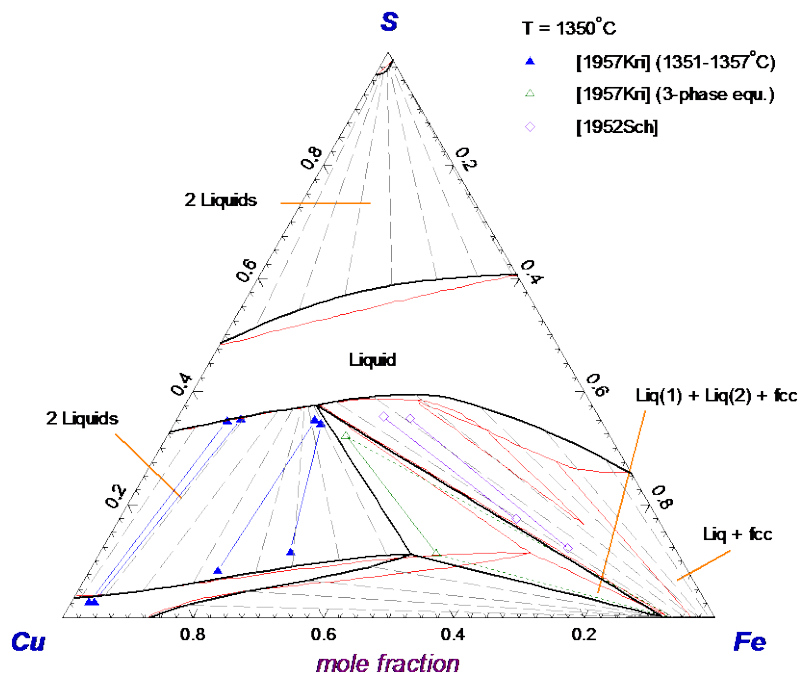 S
T = 1350°C
[1957Kri] (1351-1357°C)
[1957Kri] (3-phase equ.)
[1952Sch]
0.8
0.2
2 Liquids
0.6
0.4
Liquid
0.4
0.6
Liq(1) + Liq(2) + fcc
2 Liquids
0.2
0.8
Liq + fcc
Cu
0.8
0.6
0.4
0.2
Fe
mole fraction